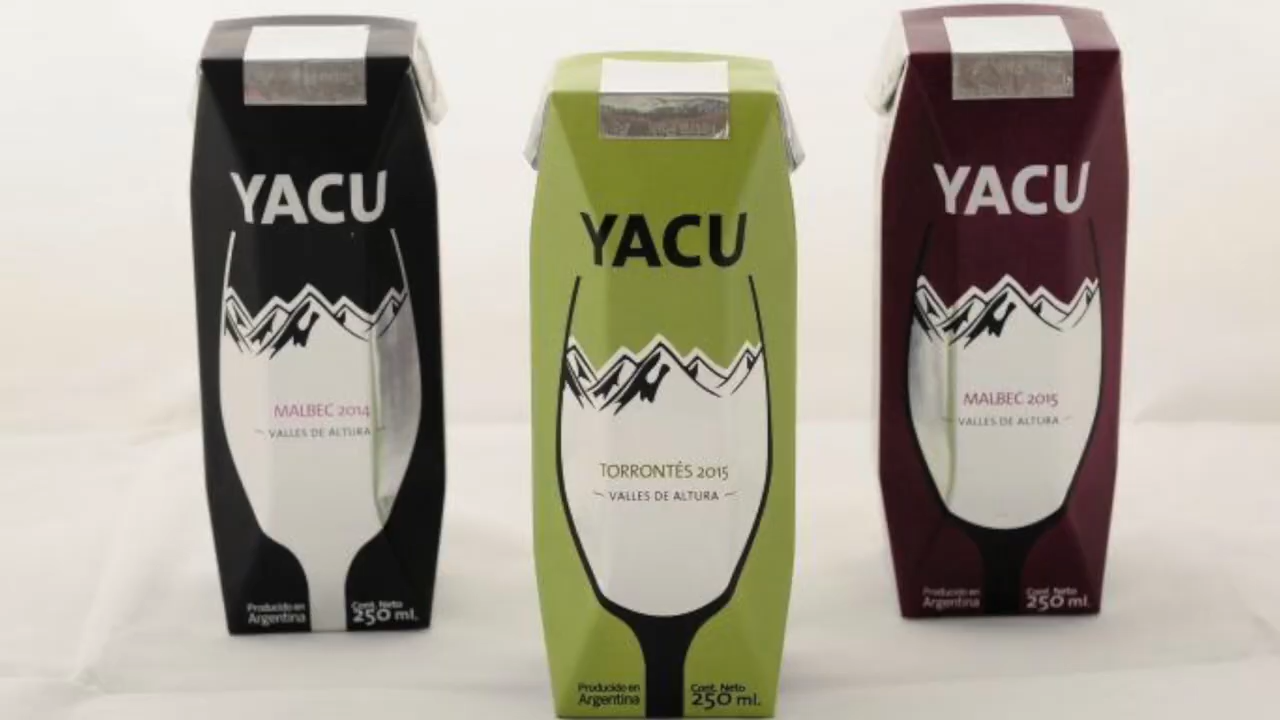 YACU
MALBEC 2014
VALLES DE ALTURA
Producido en
Argentina
Cont. Neto
250 ml.
YACU
TORRONTÉS 2015
VALLES DE ALTURA
Producido en
Argentina
Cont. Neto
250 ml.
YACU
MALBEC 2015
VALLES DE ALTURA
Producido en
Argentina
Cont. Neto
250 ml.